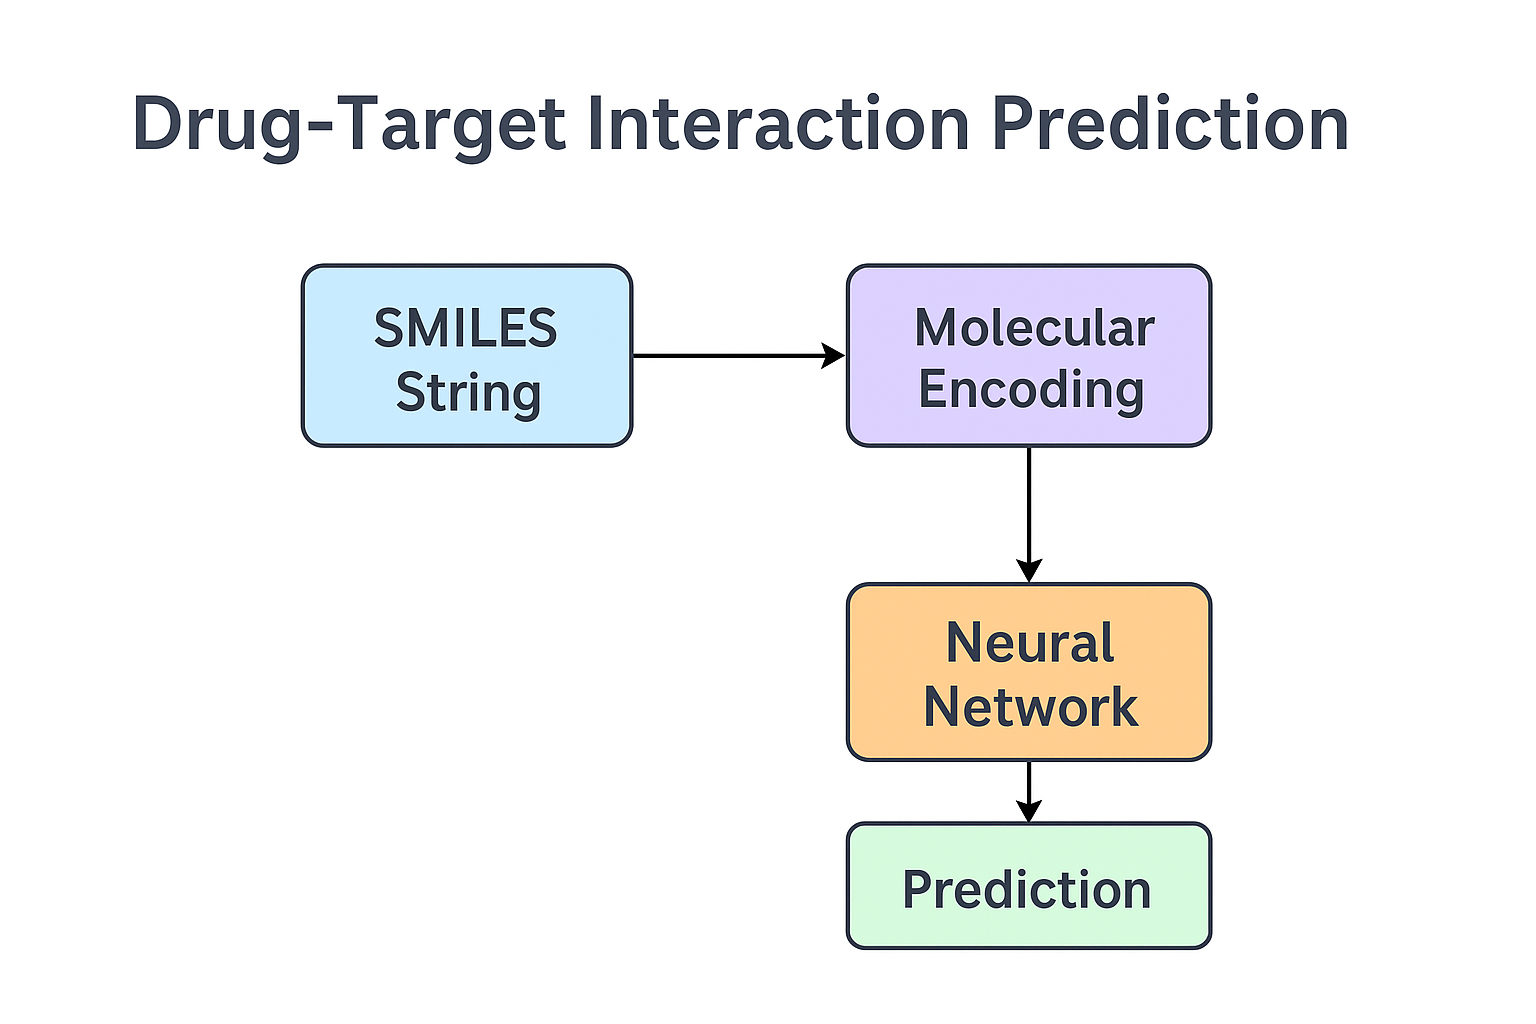 Drug-Target Interaction Prediction
SMILES
String
Molecular
Encoding
Neural
Network
Prediction